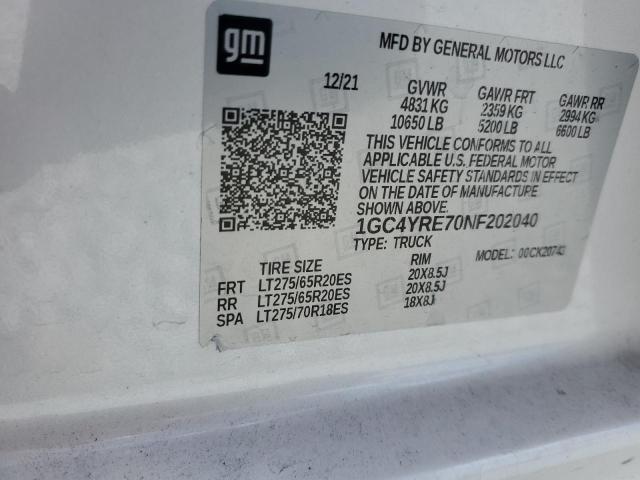 gm
MFD BY GENERAL MOTORS LLC
12/21 GVWR GAWR FRT GAWR RR
4831 KG 2359 KG 2994 KG
10650 LB 5200 LB 6600 LB
THIS VEHICLE CONFORMS TO ALL
APPLICABLE U.S. FEDERAL MOTOR
VEHICLE SAFETY STANDARDS IN EFFECT
ON THE DATE OF MANUFACTURE
SHOWN ABOVE.
1GC4YRE70NF202040
TYPE: TRUCK MODEL: 00CK20743
TIRE SIZE RIM
FRT LT275/65R20ES 20X8.5J
RR LT275/65R20ES 20X8.5J
SPA LT275/70R18ES 18X8J